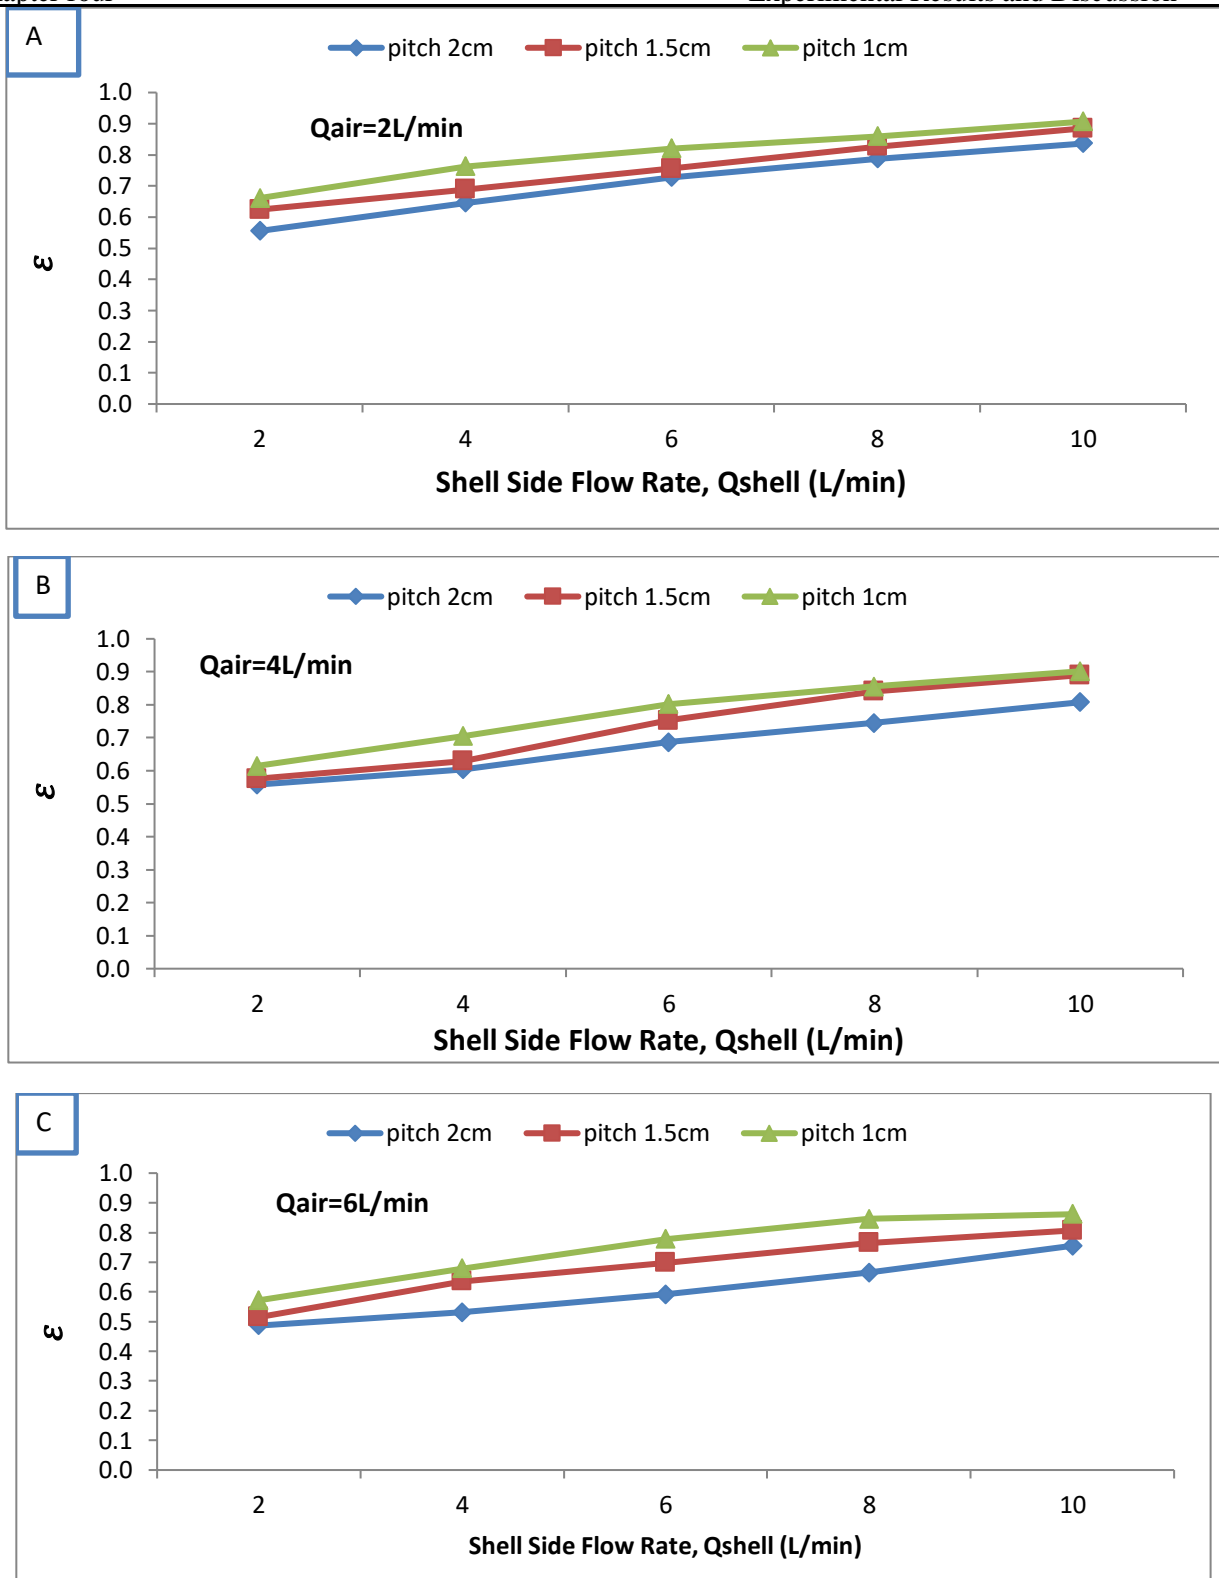 Experimental Results and Discussion
A
pitch 2cm pitch 1.5cm pitch 1cm
Qair=2L/min
1.0
0.9
0.8
0.7
0.6
0.5
0.4
0.3
0.2
0.1
0.0
ε
2 4 6 8 10
Shell Side Flow Rate, Qshell (L/min)
B
pitch 2cm pitch 1.5cm pitch 1cm
Qair=4L/min
1.0
0.9
0.8
0.7
0.6
0.5
0.4
0.3
0.2
0.1
0.0
ε
2 4 6 8 10
Shell Side Flow Rate, Qshell (L/min)
C
pitch 2cm pitch 1.5cm pitch 1cm
Qair=6L/min
1.0
0.9
0.8
0.7
0.6
0.5
0.4
0.3
0.2
0.1
0.0
ε
2 4 6 8 10
Shell Side Flow Rate, Qshell (L/min)